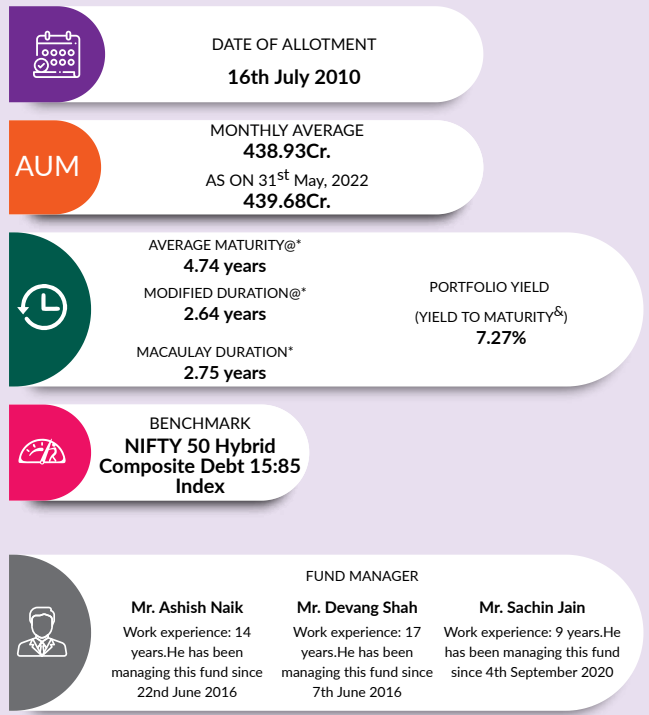 DATE OF ALLOTMENT
16th July 2010
AUM
MONTHLY AVERAGE
438.93Cr.
AS ON 31st May, 2022
439.68Cr.
AVERAGE MATURITY@*
4.74 years
MODIFIED DURATION@*
2.64 years
MACAULAY DURATION*
2.75 years
PORTFOLIO YIELD
(YIELD TO MATURITY&)
7.27%
BENCHMARK
NIFTY 50 Hybrid
Composite Debt 15:85
Index
FUND MANAGER
Mr. Ashish Naik
Work experience: 14
years.He has been
managing this fund since
22nd June 2016
Mr. Devang Shah
Work experience: 17
years.He has been
managing this fund since
7th June 2016
Mr. Sachin Jain
Work experience: 9 years.He
has been managing this fund
since 4th September 2020